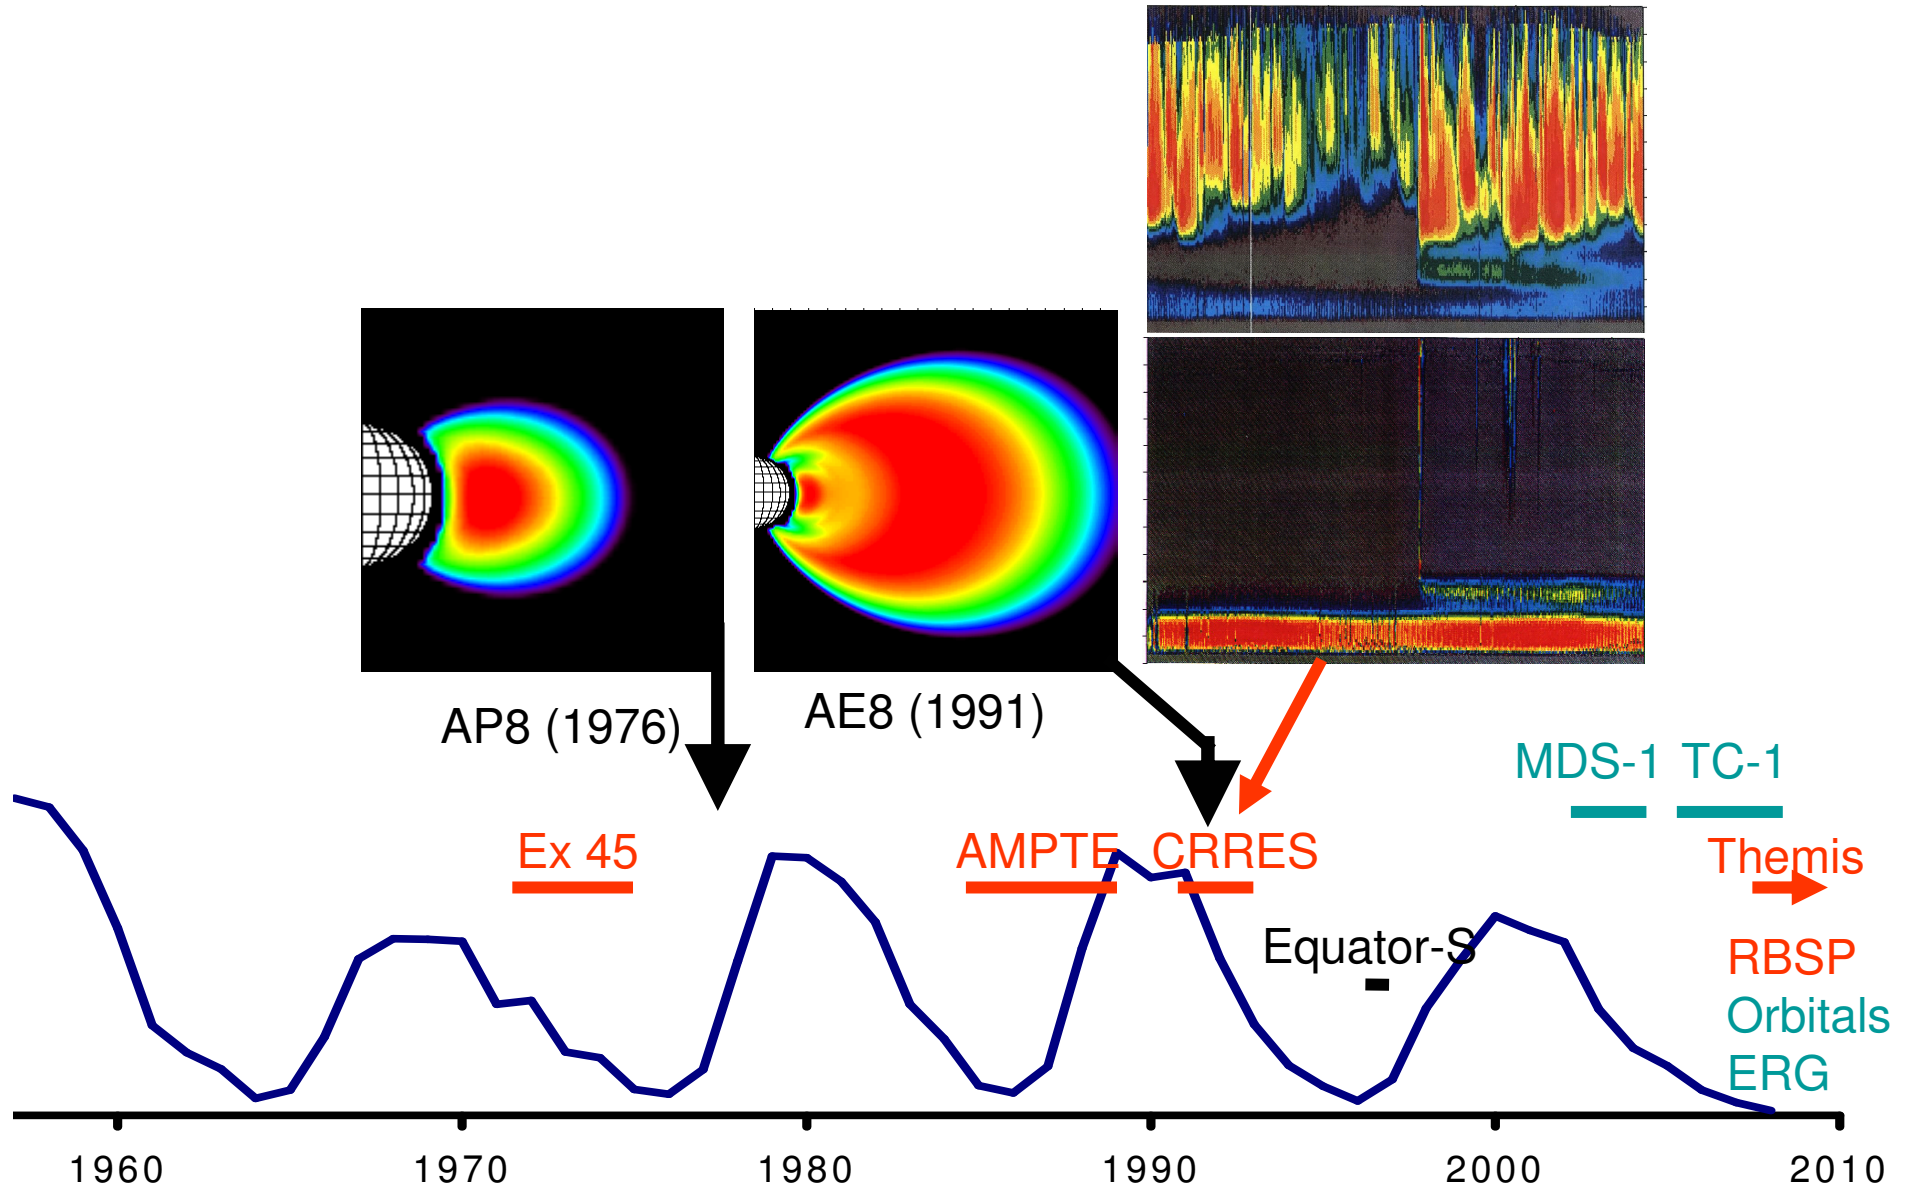 AP8 (1976)
AE8 (1991)
MDS-1 TC-1
Ex 45
AMPTE
CRRES
Themis
Equator-S
RBSP
Orbitals
ERG
1960
1970
1980
1990
2000
2010